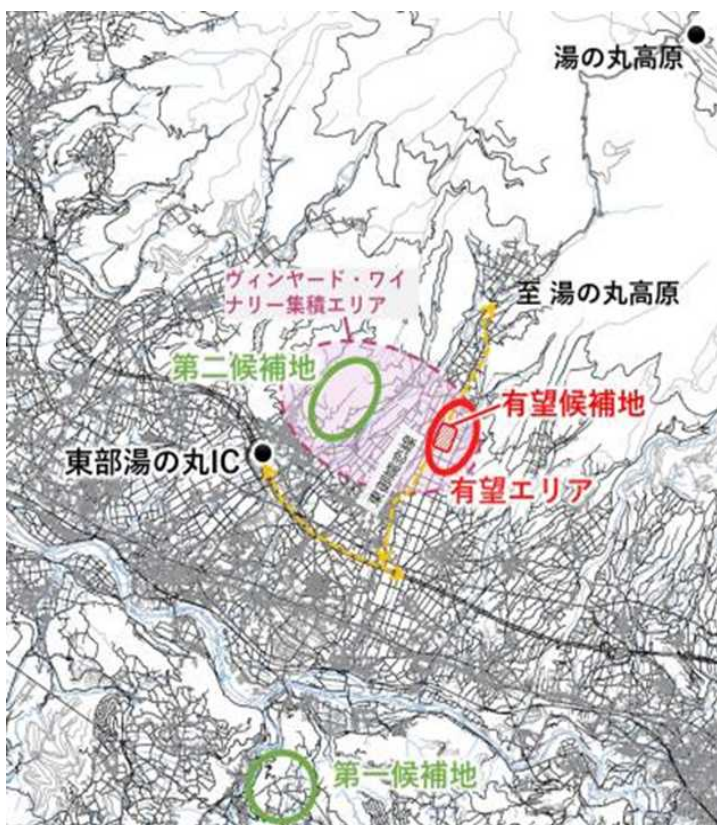 湯の丸高原
ヴィンヤード・ワイ
ナリー集積エリア
至 湯の丸高原
第二候補地
有望候補地
東部湯の丸IC
有望エリア
第一候補地